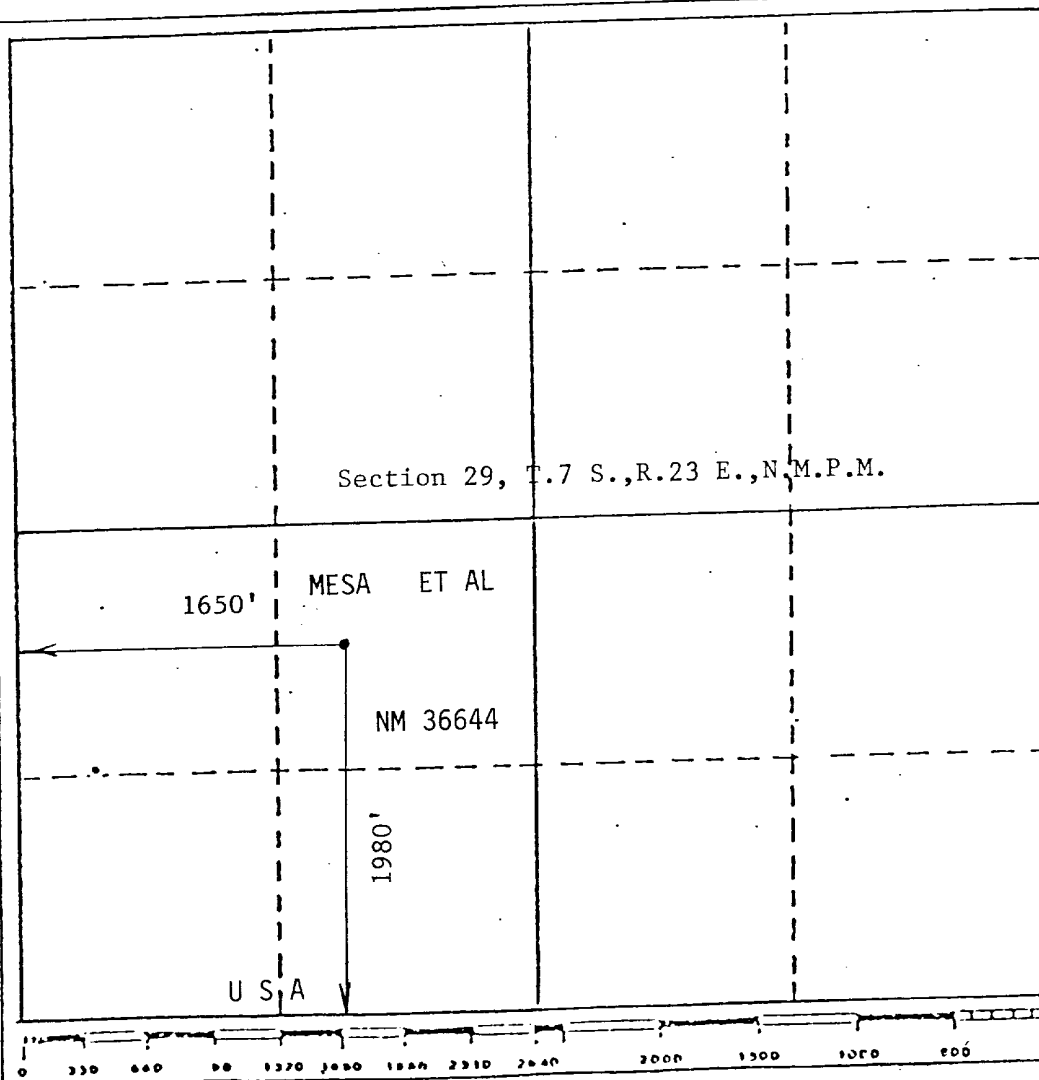 Section 29, T.7 S.,R.23 E.,N.M.P.M.
MESA ET AL
1650'
NM 36644
1980'
U S A
0 330 660 1320 1650 2310 2640 2000 1500 1000